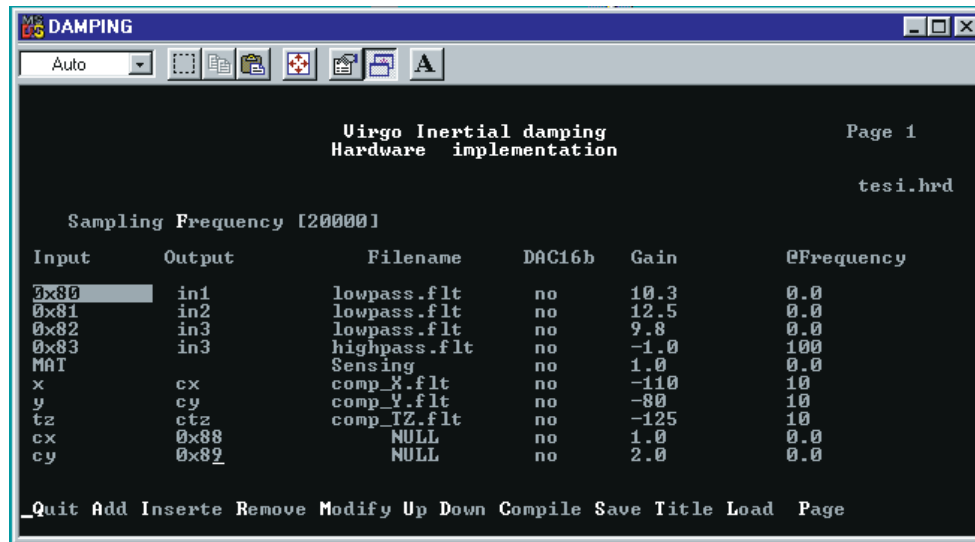 DAMPING
Auto A
Virgo Inertial damping Page 1
Hardware implementation
tesi.hrd
Sampling Frequency [20000]
Input Output Filename DAC16b Gain @Frequency
0x80 in1 lowpass.flt no 10.3 0.0
0x81 in2 lowpass.flt no 12.5 0.0
0x82 in3 lowpass.flt no 9.8 0.0
0x83 in3 highpass.flt no -1.0 100
MAT Sensing no 1.0 0.0
x cx comp_X.flt no -110 10
y cy comp_Y.flt no -80 10
tz ctz comp_TZ.flt no -125 10
cx 0x88 NULL no 1.0 0.0
cy 0x89 NULL no 2.0 0.0
_Quit Add Inserte Remove Modify Up Down Compile Save Title Load Page